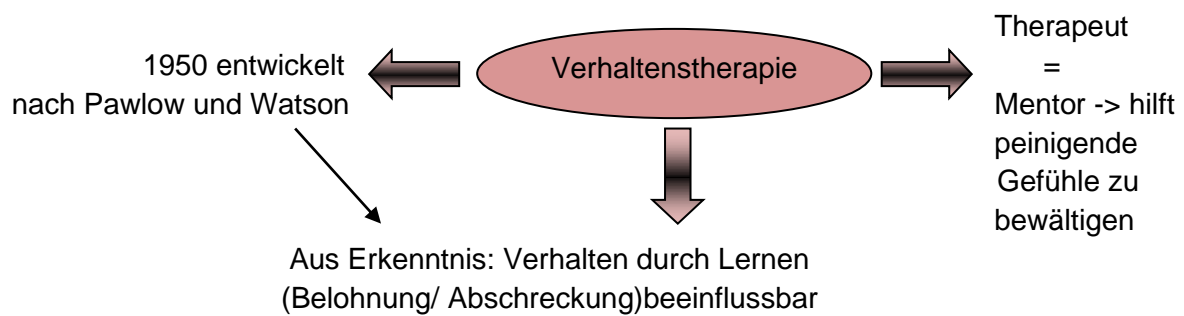 1950 entwickelt
nach Pawlow und Watson
Verhaltenstherapie
Therapeut
=
Mentor -> hilft
peinigende
Gefühle zu
bewältigen
Aus Erkenntnis: Verhalten durch Lernen
(Belohnung/ Abschreckung)beeinflussbar